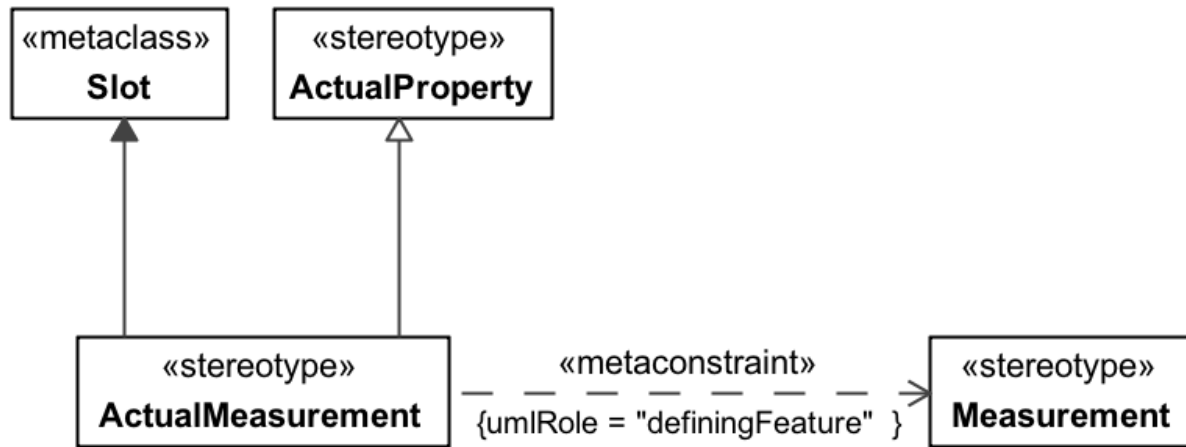 «metaclass»
Slot
«stereotype»
ActualProperty
«stereotype»
ActualMeasurement
«metaconstraint»
{umlRole = "definingFeature"  }
«stereotype»
Measurement